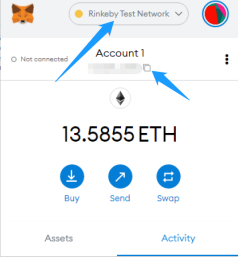 Rinkeby Test Network
Not connected
Account 1
13.5855 ETH
Buy Send Swap
Assets Activity